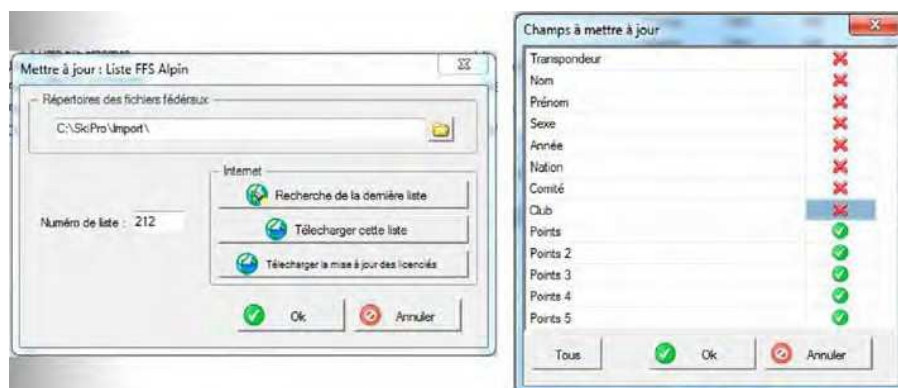 Mettre à jour : Liste FFS Alpin
Répertoires des fichiers fédéraux
C:\SkiPro\Import\
Internet
Recherche de la dernière liste
Numéro de liste : 212
Télecharger cette liste
Télecharger la mise à jour des licenciés
Ok
Annuler
Champs à mettre à jour
Transpondeur
Nom
Prénom
Sexe
Année
Nation
Comité
Club
Points
Points 2
Points 3
Points 4
Points 5
Tous
Ok
Annuler